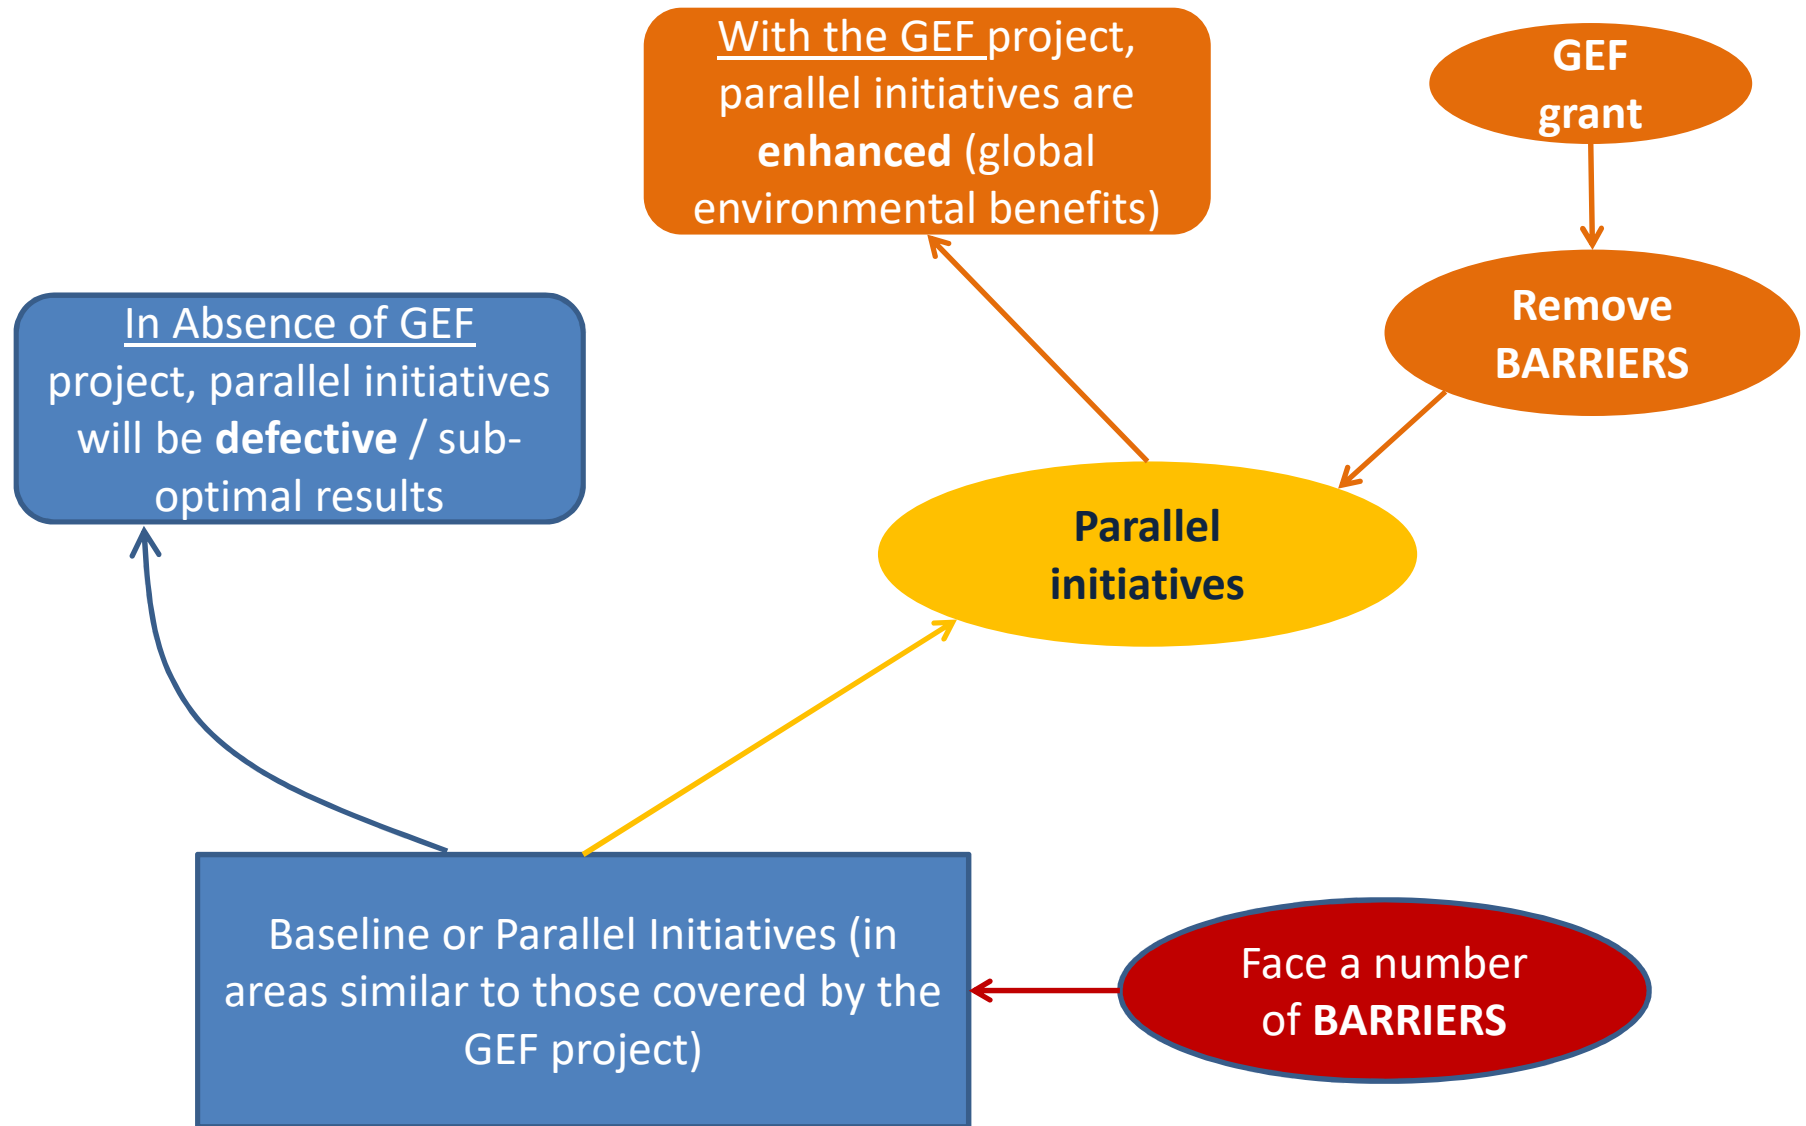 With the GEF project,
parallel initiatives are
enhanced (global
environmental benefits)
GEF
grant
Remove
BARRIERS
In Absence of GEF
project, parallel initiatives
will be defective / sub-
optimal results
Parallel
initiatives
Baseline or Parallel Initiatives (in
areas similar to those covered by the
GEF project)
Face a number
of BARRIERS